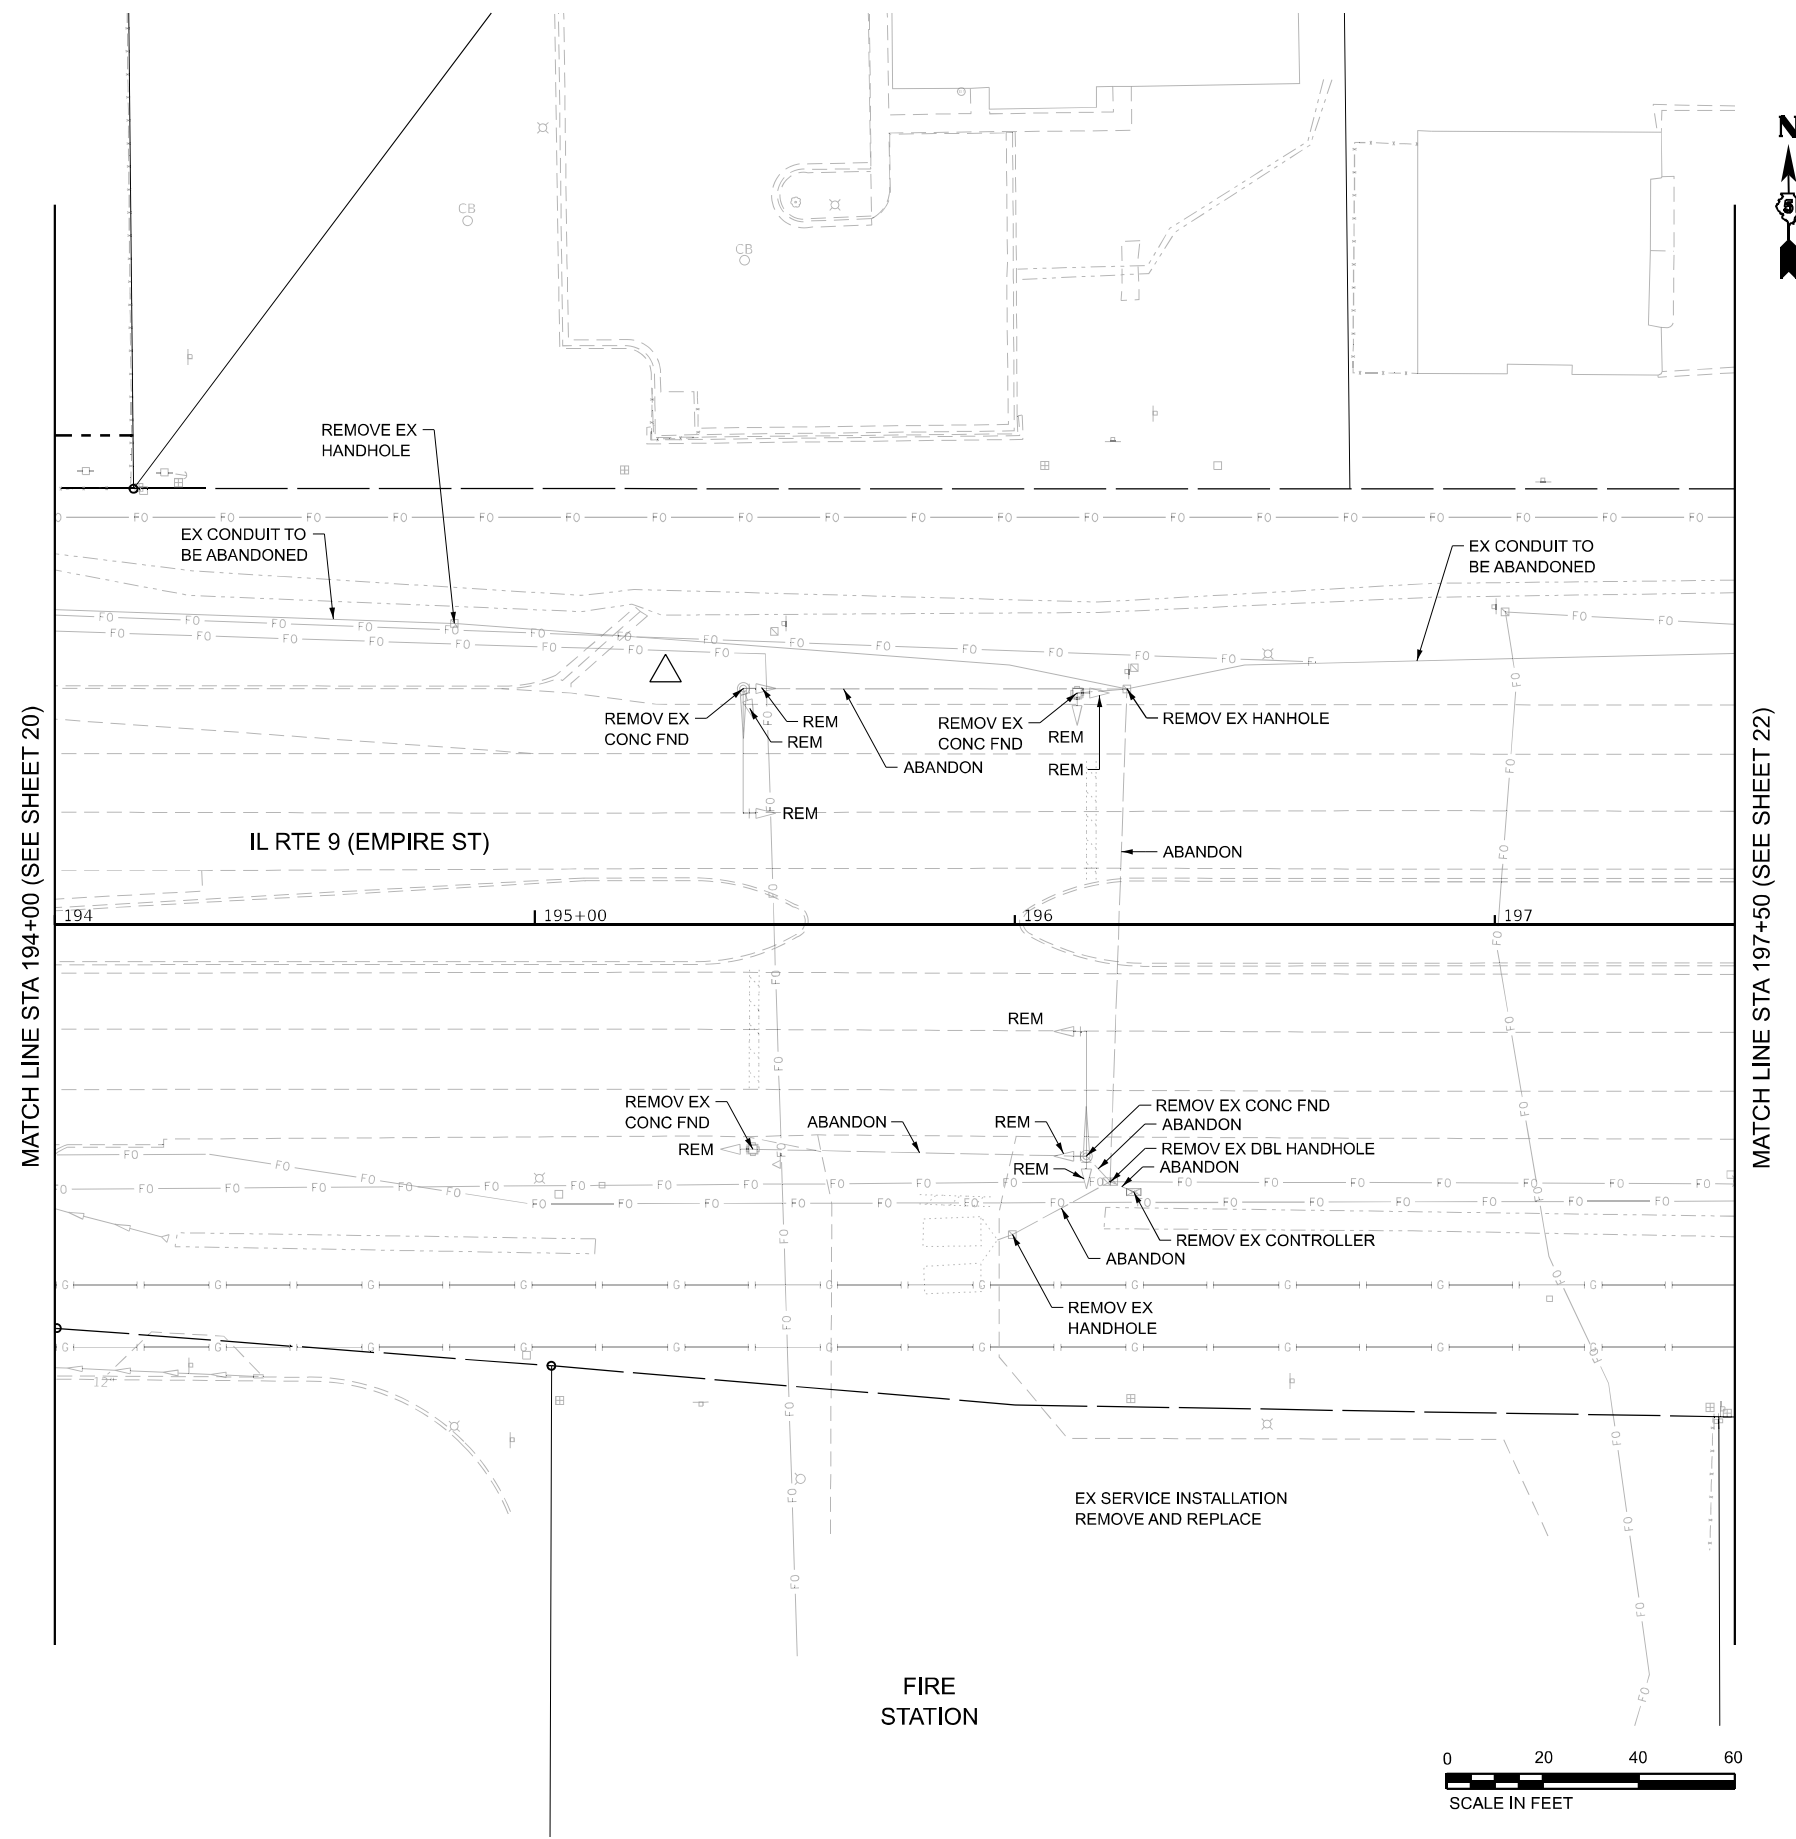 N
5
CB
CB
REMOVE EX
HANDHOLE
EX CONDUIT TO
BE ABANDONED
EX CONDUIT TO
BE ABANDONED
REMOV EX
CONC FND
REM
REM
ABANDON
REMOV EX
CONC FND
REM
REM
REMOV EX HANHOLE
REM
IL RTE 9 (EMPIRE ST)
ABANDON
194
195+00
196
197
MATCH LINE STA 194+00 (SEE SHEET 20)
MATCH LINE STA 197+50 (SEE SHEET 22)
REM
REMOV EX
CONC FND
REM
ABANDON
REM
REM
REMOV EX CONC FND
ABANDON
REMOV EX DBL HANDHOLE
ABANDON
REMOV EX CONTROLLER
ABANDON
REMOV EX
HANDHOLE
12"
EX SERVICE INSTALLATION
REMOVE AND REPLACE
FIRE
STATION
0 20 40 60
SCALE IN FEET